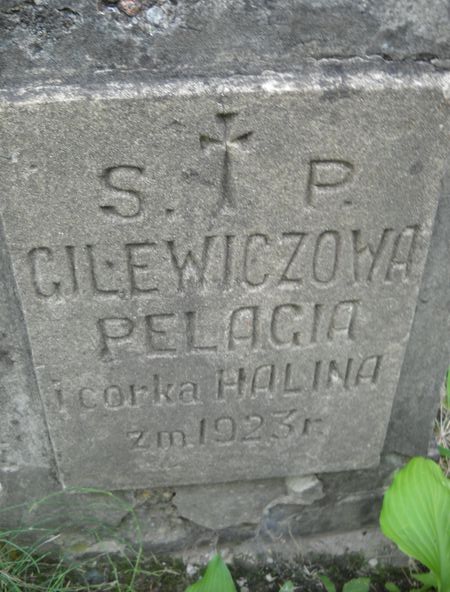 S. P.
GILEWICZOWA
PELAGIA
i corka HALINA
zm. 1923 r.